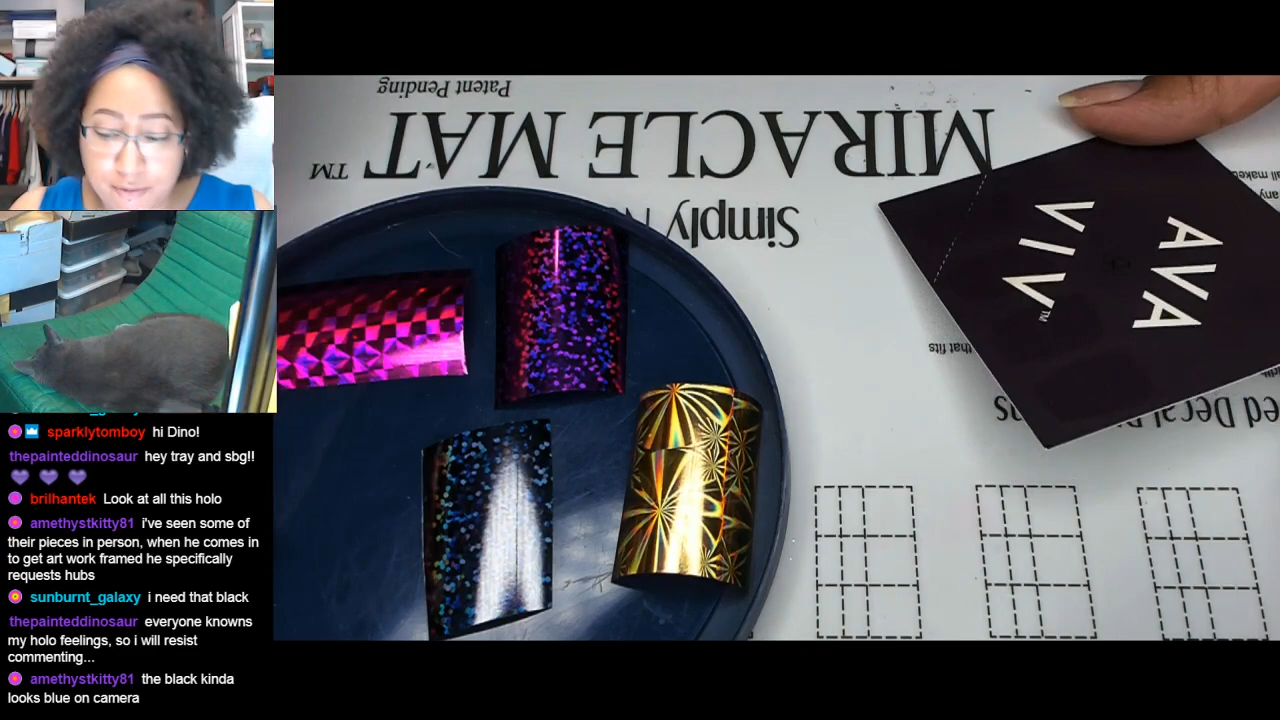 sparklytomboy hi Dino!
thepainteddinosaur hey tray and sbg!!
brilhantek Look at all this holo
amethystkitty81 i've seen some of
their pieces in person, when he comes in
to get art work framed he specifically
requests hubs
sunburnt_galaxy i need that black
thepainteddinosaur everyone knows
my holo feelings, so i will resist
commenting...
amethystkitty81 the black kinda
looks blue on camera
Patent Pending
MIRACLE MAT™
Simply
that fits
AVA
VIV™